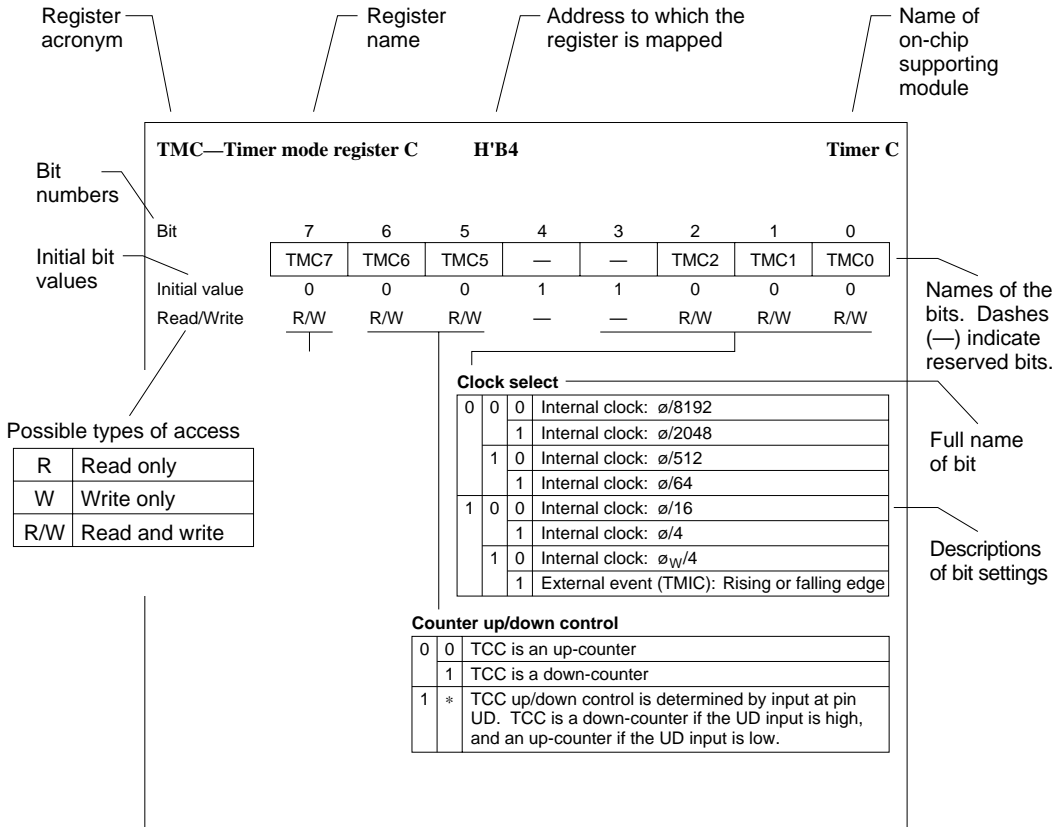 Register acronym
Register name
Address to which the register is mapped
Name of on-chip supporting module
TMC—Timer mode register C H'B4 Timer C
Bit numbers
Bit 7 6 5 4 3 2 1 0
TMC7 TMC6 TMC5 — — TMC2 TMC1 TMC0
Initial bit values
Initial value 0 0 0 1 1 0 0 0
Read/Write R/W R/W R/W — — R/W R/W R/W
Names of the bits. Dashes (—) indicate reserved bits.
Possible types of access
R Read only
W Write only
R/W Read and write
Clock select
0 0 0 Internal clock: ø/8192
1 Internal clock: ø/2048
1 0 Internal clock: ø/512
1 Internal clock: ø/64
1 0 0 Internal clock: ø/16
1 Internal clock: ø/4
1 0 Internal clock: øW/4
1 External event (TMIC): Rising or falling edge
Full name of bit
Descriptions of bit settings
Counter up/down control
0 0 TCC is an up-counter
1 TCC is a down-counter
1 * TCC up/down control is determined by input at pin
UD. TCC is a down-counter if the UD input is high,
and an up-counter if the UD input is low.